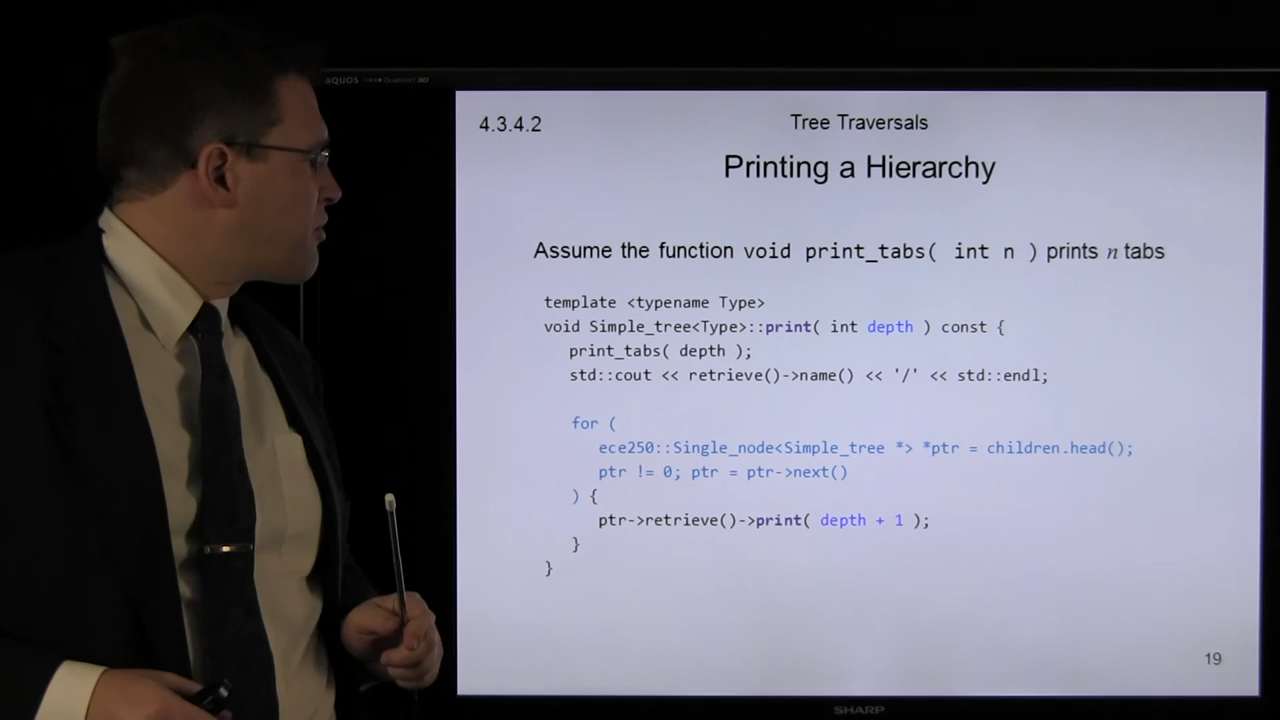 AQUOS
4.3.4.2
Tree Traversals
Printing a Hierarchy
Assume the function void print_tabs( int n ) prints n tabs
template <typename Type>
void Simple_tree<Type>::print( int depth ) const {
print_tabs( depth );
std::cout << retrieve()->name() << '/' << std::endl;
for (
ece250::Single_node<Simple_tree *> *ptr = children.head();
ptr != 0; ptr = ptr->next()
) {
ptr->retrieve()->print( depth + 1 );
}
}
19
SHARP